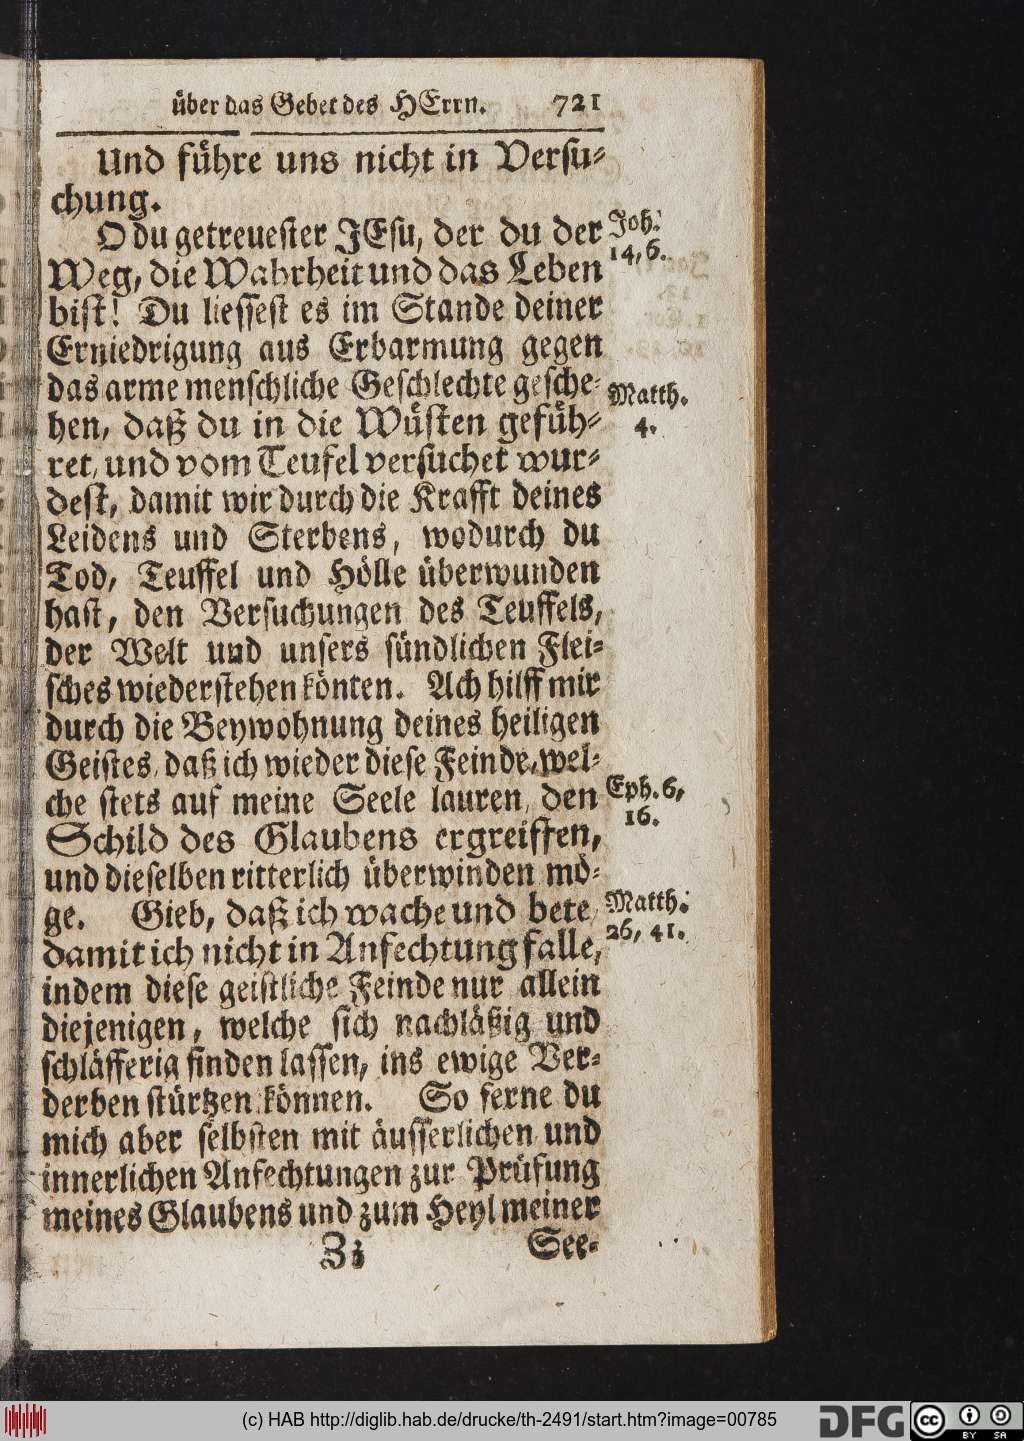 über das Gebet des HErrn. 721
Und führe uns nicht in Versu⸗
chung.
O du getreuester JEsu, der du der
Joh.
14, 6.
Weg, die Wahrheit und das Leben
bist! Du liessest es im Stande deiner
Erniedrigung aus Erbarmung gegen
das arme menschliche Geschlechte gesche⸗
Matth.
4.
hen, daß du in die Wüsten gefüh⸗
ret, und vom Teufel versuchet wur⸗
dest, damit wir durch die Krafft deines
Leidens und Sterbens, wodurch du
Tod, Teuffel und Hölle überwunden
hast, den Versuchungen des Teuffels,
der Welt und unsers sündlichen Flei⸗
sches wiederstehen könten. Ach hilff mir
durch die Beywohnung deines heiligen
Geistes, daß ich wieder diese Feinde, wel⸗
che stets auf meine Seele lauren, den
Eph. 6,
16.
Schild des Glaubens ergreiffen,
und dieselben ritterlich überwinden mö⸗
ge. Gieb, daß ich wache und bete,
Matth.
26, 41.
damit ich nicht in Anfechtung falle,
indem diese geistliche Feinde nur allein
diejenigen, welche sich nachläßig und
schläfferig finden lassen, ins ewige Ver⸗
derben stürtzen können. So ferne du
mich aber selbsten mit äusserlichen und
innerlichen Anfechtungen zur Prüfung
meines Glaubens und zum Heyl meiner
Zz
See⸗
(c) HAB http://diglib.hab.de/drucke/th-2491/start.htm?image=00785
DFG
cc BY SA